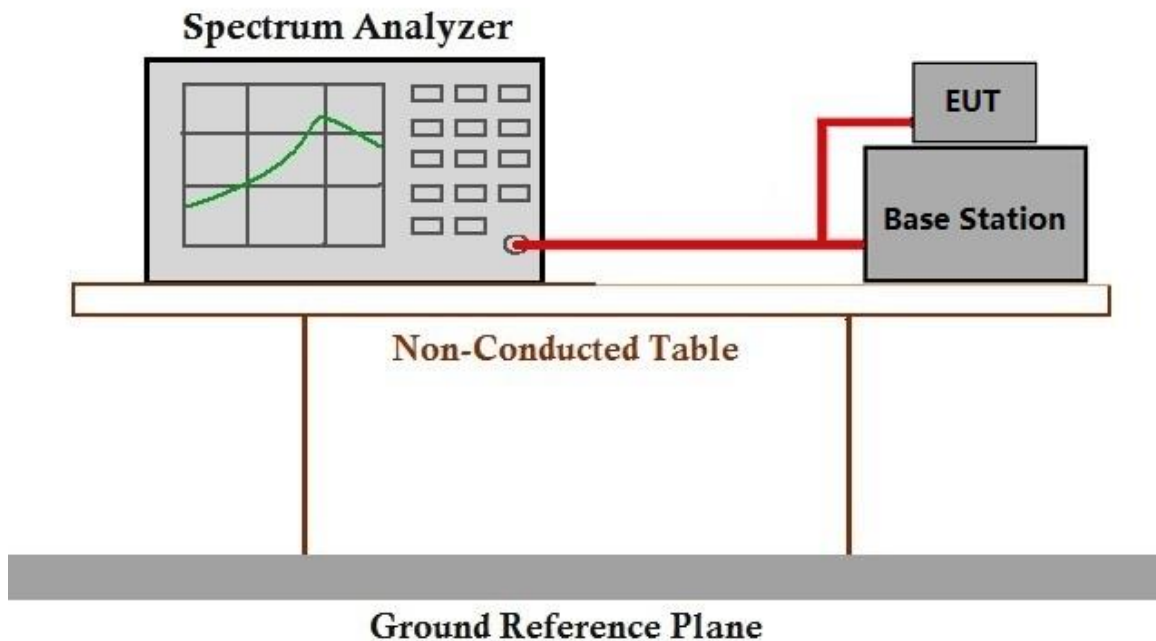 Spectrum Analyzer
EUT
Base Station
Non-Conducted Table
Ground Reference Plane